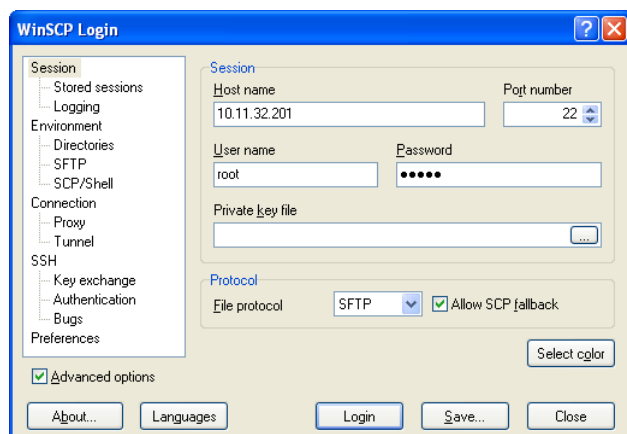 WinSCP Login
Session
Stored sessions
Logging
Environment
Directories
SFTP
SCP/Shell
Connection
Proxy
Tunnel
SSH
Key exchange
Authentication
Bugs
Preferences
Advanced options
Session
Host name Port number
10.11.32.201 22
User name Password
root •••••
Private key file
...
Protocol
File protocol SFTP Allow SCP fallback
Select color
About... Languages Login Save... Close